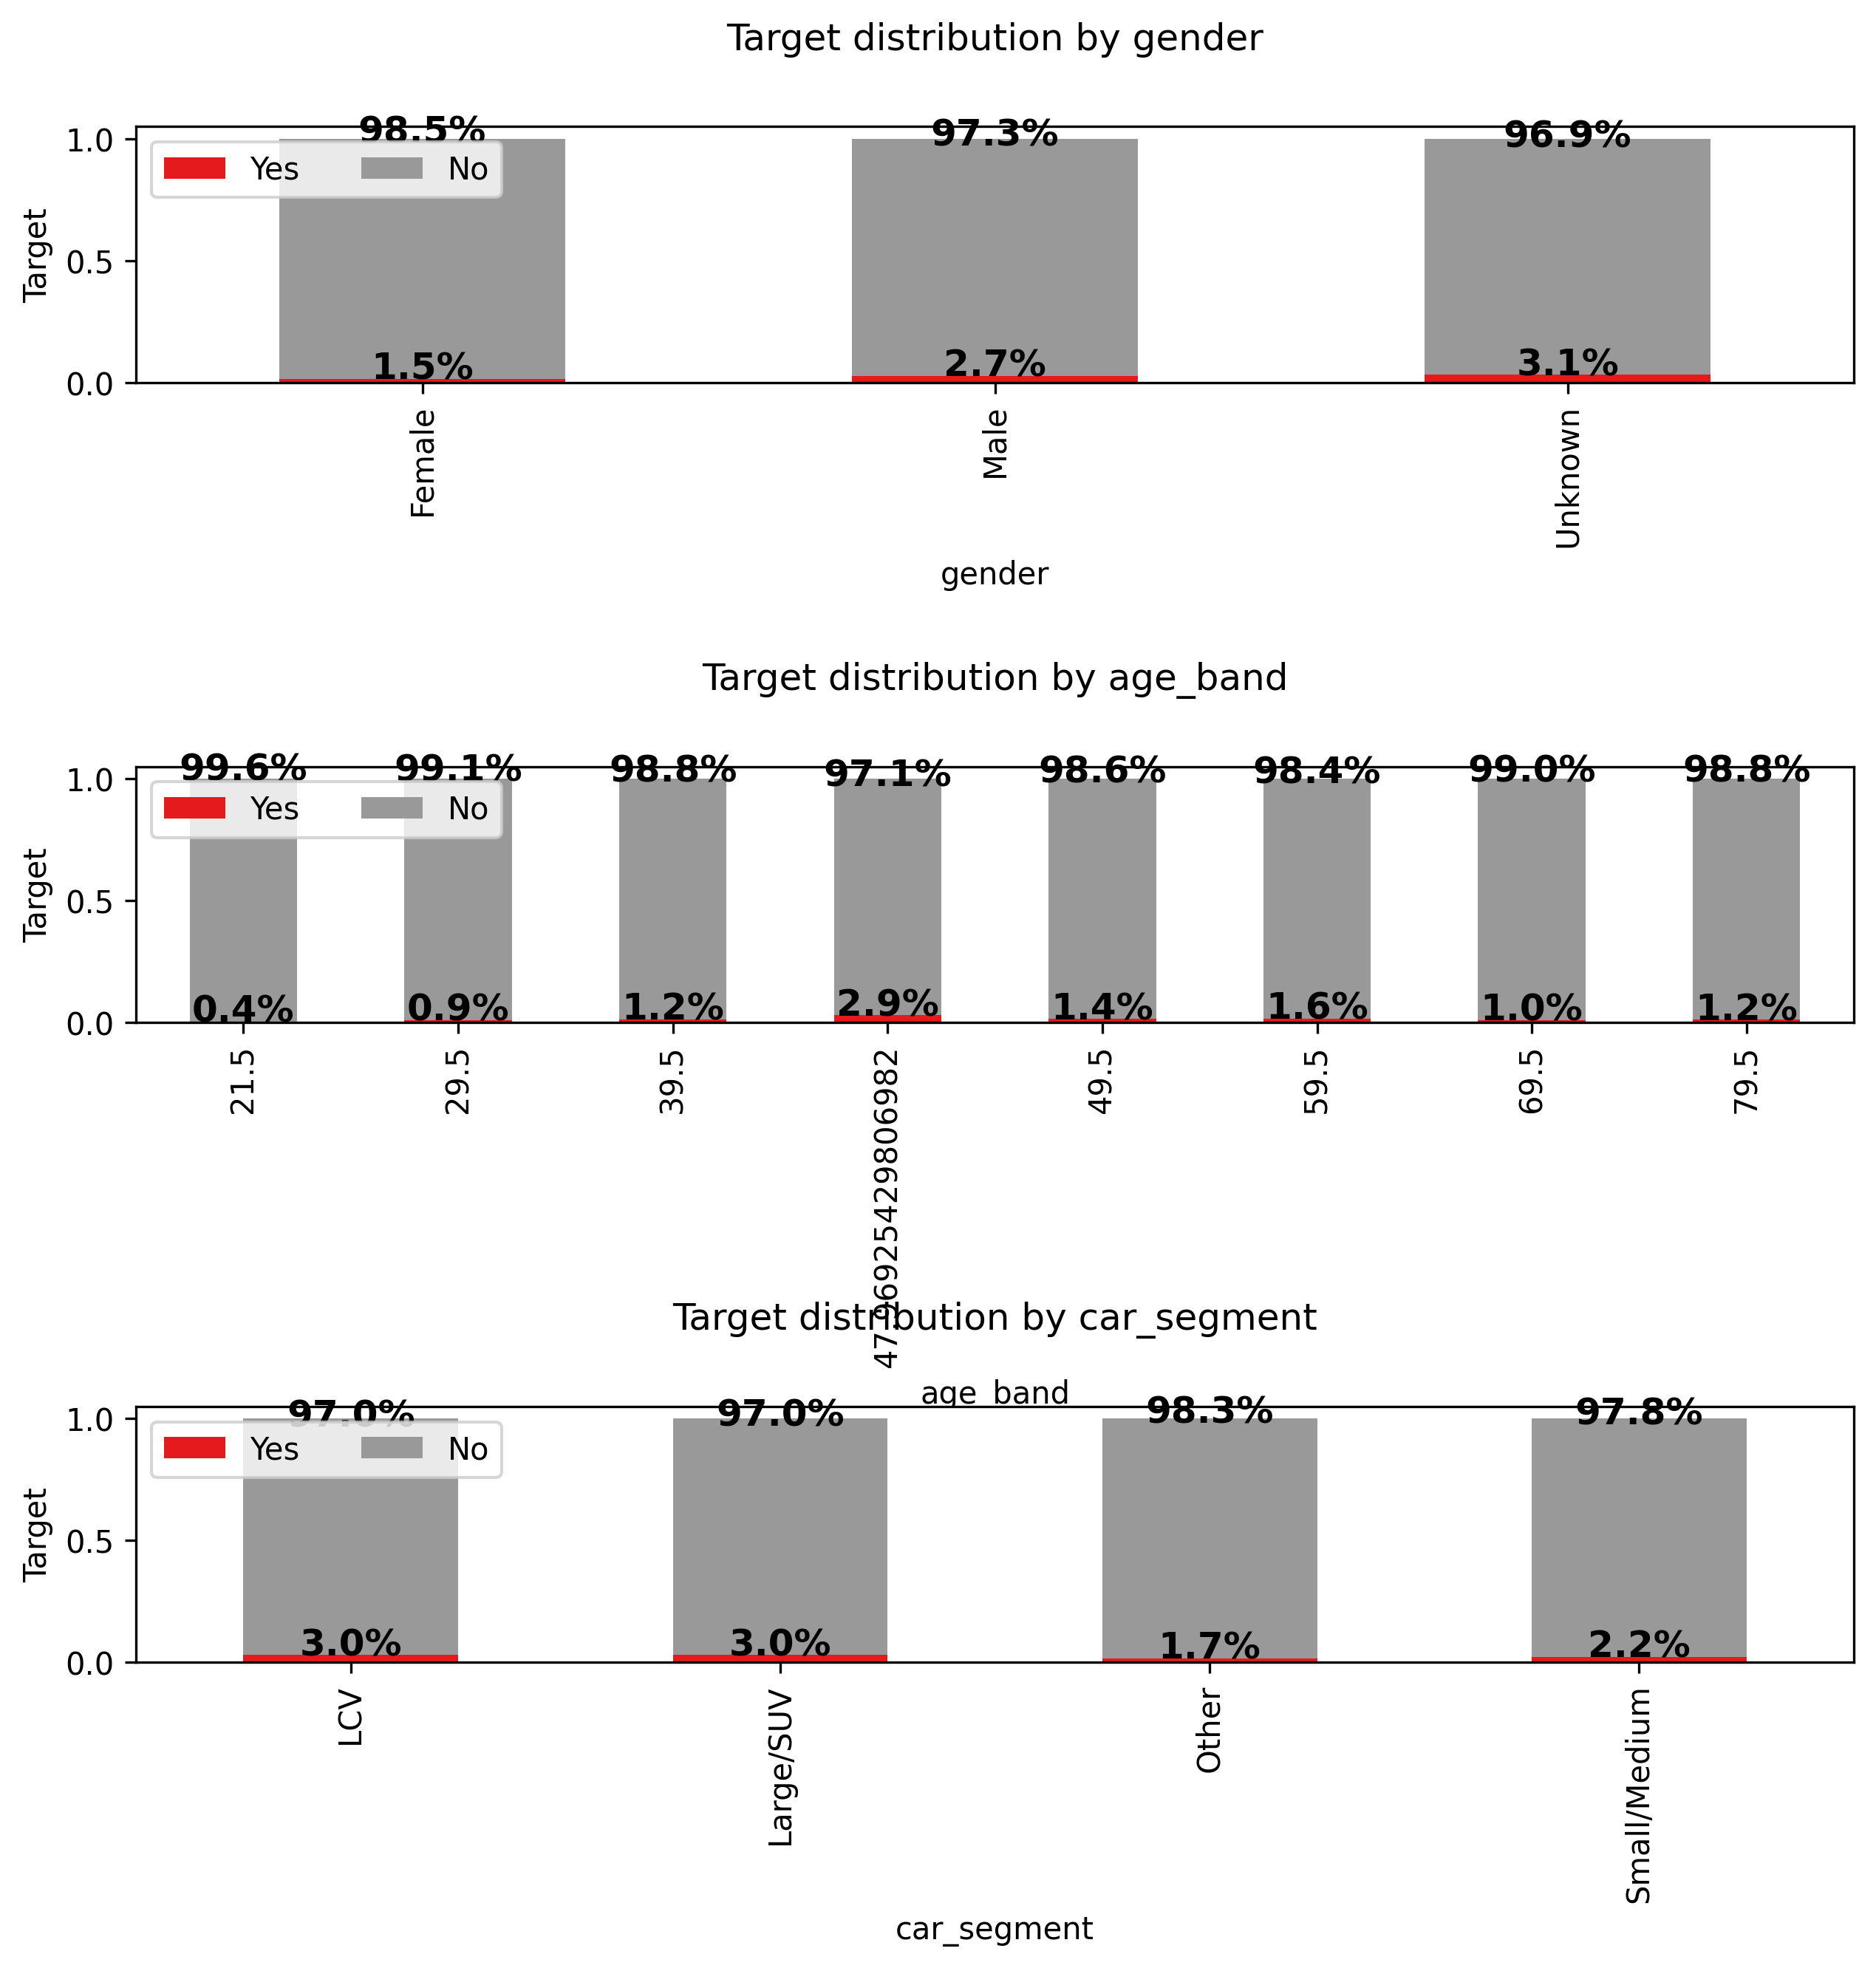 Target distribution by gender
98.5%
97.3%
96.9%
1.0
Yes
No
Target
0.5
1.5%
2.7%
3.1%
0.0
Female
Male
Unknown
gender
Target distribution by age_band
99.6%
99.1%
98.8%
97.1%
98.6%
98.4%
99.0%
98.8%
1.0
Yes
No
Target
0.5
0.4%
0.9%
1.2%
2.9%
1.4%
1.6%
1.0%
1.2%
0.0
21.5
29.5
39.5
47.96925429806982
49.5
59.5
69.5
79.5
age_band
Target distribution by car_segment
97.0%
97.0%
98.3%
97.8%
1.0
Yes
No
Target
0.5
3.0%
3.0%
1.7%
2.2%
0.0
LCV
Large/SUV
Other
Small/Medium
car_segment